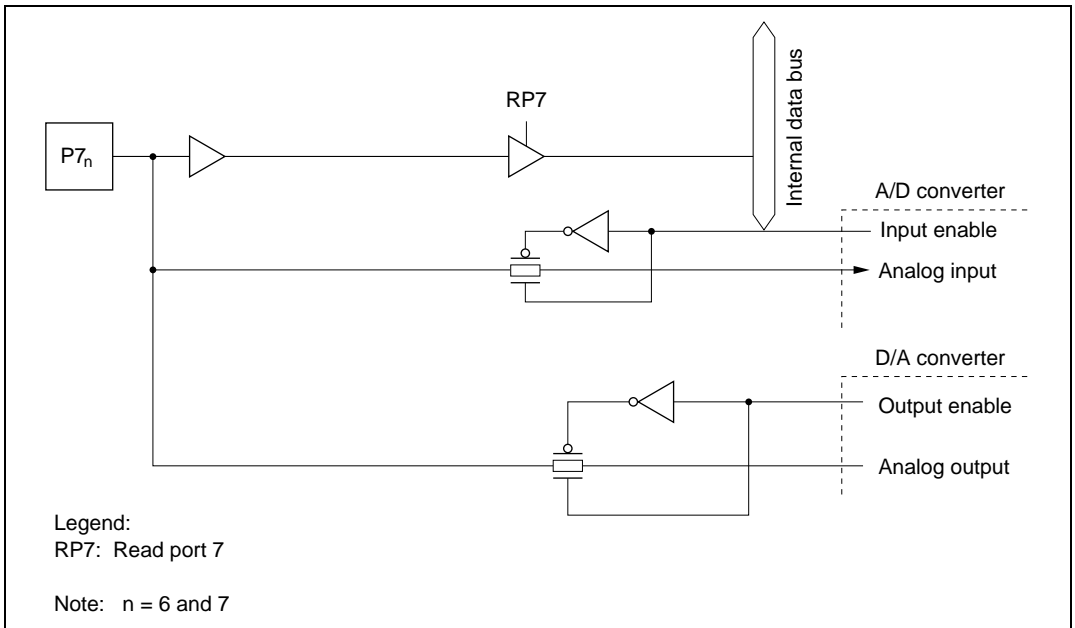 RP7
P7n
Internal data bus
A/D converter
Input enable
Analog input
D/A converter
Output enable
Analog output
Legend:
RP7: Read port 7
Note: n = 6 and 7